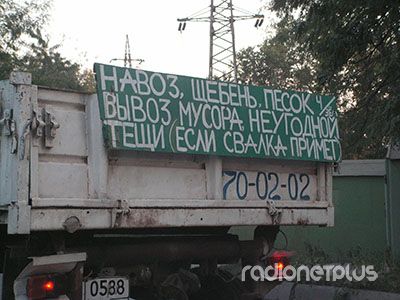 НАВОЗ, ЩЕБЕНЬ, ПЕСОК
ВЫВОЗ МУСОРА, НЕУГОДНОЙ
ТЕЩИ (ЕСЛИ СВАЛКА ПРИМЕТ)
70-02-02
0588
radionetplus